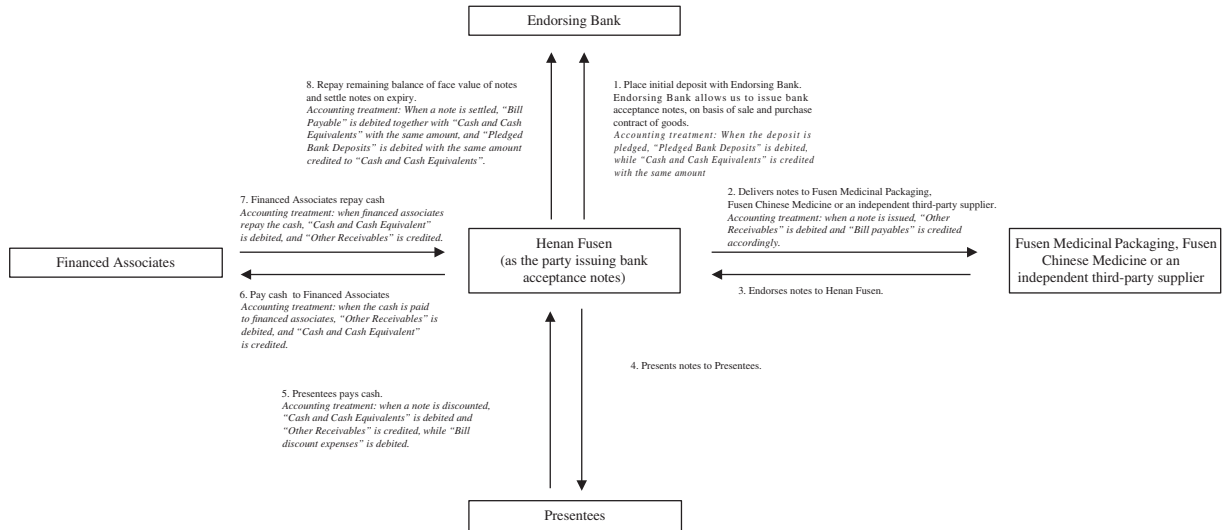 Endorsing Bank
8. Repay remaining balance of face value of notes
and settle notes on expiry.
Accounting treatment: When a note is settled, “Bill
Payable” is debited together with “Cash and Cash
Equivalents” with the same amount, and “Pledged
Bank Deposits” is debited with the same amount
credited to “Cash and Cash Equivalents”.
1. Place initial deposit with Endorsing Bank.
Endorsing Bank allows us to issue bank
acceptance notes, on basis of sale and purchase
contract of goods.
Accounting treatment: When the deposit is
pledged, “Pledged Bank Deposits” is debited,
while “Cash and Cash Equivalents” is credited
with the same amount
7. Financed Associates repay cash
Accounting treatment: when financed associates
repay the cash, “Cash and Cash Equivalent”
is debited, and “Other Receivables” is credited.
2. Delivers notes to Fusen Medicinal Packaging,
Fusen Chinese Medicine or an independent third-party supplier.
Accounting treatment: when a note is issued, “Other
Receivables” is debited and “Bill payables” is credited
accordingly.
Financed Associates
Henan Fusen
(as the party issuing bank
acceptance notes)
Fusen Medicinal Packaging, Fusen
Chinese Medicine or an
independent third-party supplier
6. Pay cash to Financed Associates
Accounting treatment: when the cash is paid
to financed associates, “Other Receivables” is
debited, and “Cash and Cash Equivalent”
is credited.
3. Endorses notes to Henan Fusen.
4. Presents notes to Presentees.
5. Presentees pays cash.
Accounting treatment: when a note is discounted,
“Cash and Cash Equivalents” is debited and
“Other Receivables” is credited, while “Bill
discount expenses” is debited.
Presentees